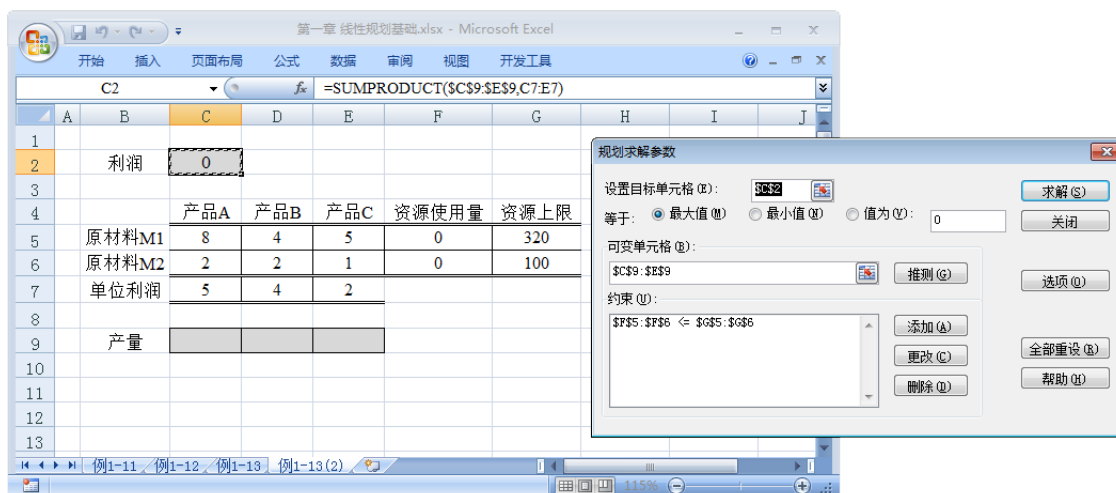 第一章 线性规划基础.xlsx - Microsoft Excel
开始 插入 页面布局 公式 数据 审阅 视图 开发工具
C2 fx =SUMPRODUCT($C$9:$E$9,C7:E7)
A B C D E F G H I J
1
2 利润 0
3
4 产品A 产品B 产品C 资源使用量 资源上限
5 原材料M1 8 4 5 0 320
6 原材料M2 2 2 1 0 100
7 单位利润 5 4 2
8
9 产量
10
11
12
13
例1-11 例1-12 例1-13 例1-13(2)
115%
规划求解参数
设置目标单元格(E): $C$2 求解(S)
等于: 最大值(M) 最小值(N) 值为(V): 0 关闭
可变单元格(B):
$C$9:$E$9 推测(G) 选项(O)
约束(U):
$F$5:$F$6 <= $G$5:$G$6 添加(A)
更改(C) 全部重设(R)
删除(D) 帮助(H)